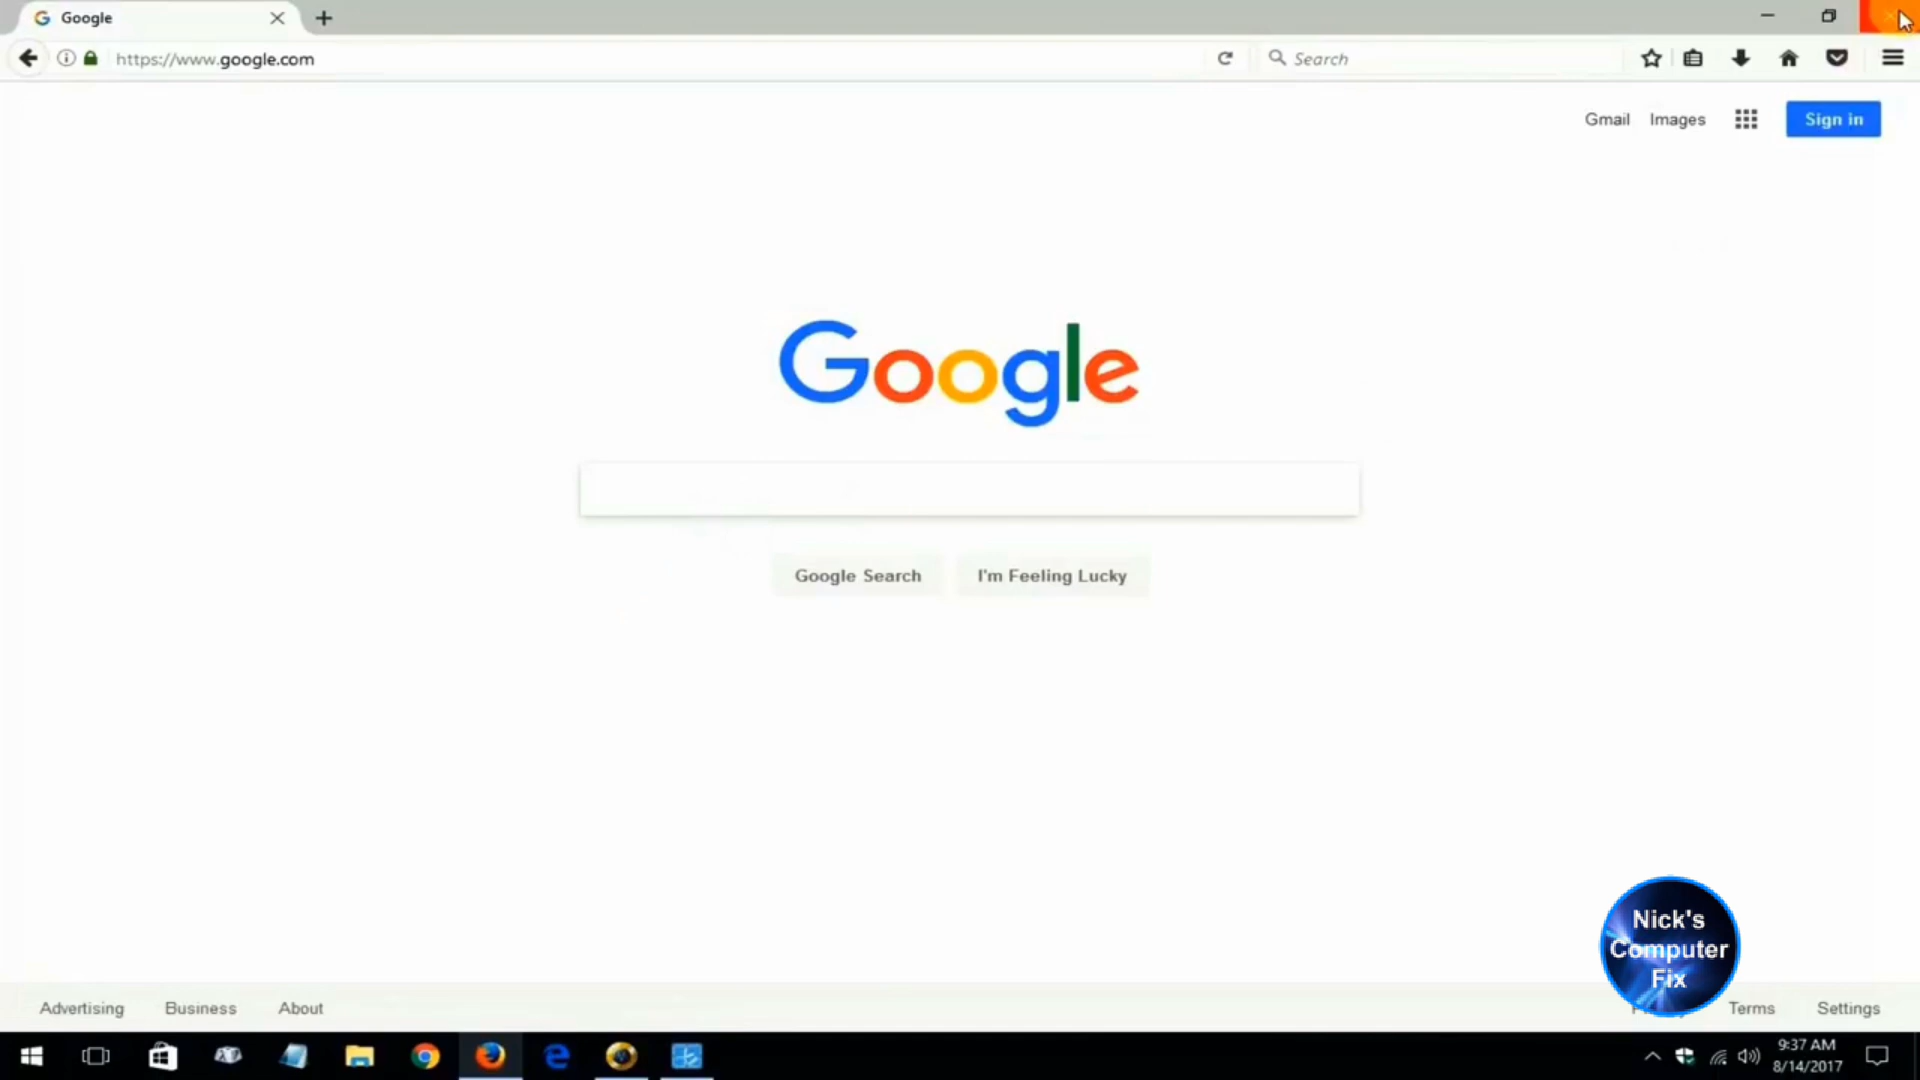 Google
https://www.google.com
Search
Gmail
Images
Sign in
Google
Google Search
I'm Feeling Lucky
Nick's
Computer
Fix
Advertising
Business
About
Terms
Settings
9:37 AM
8/14/2017